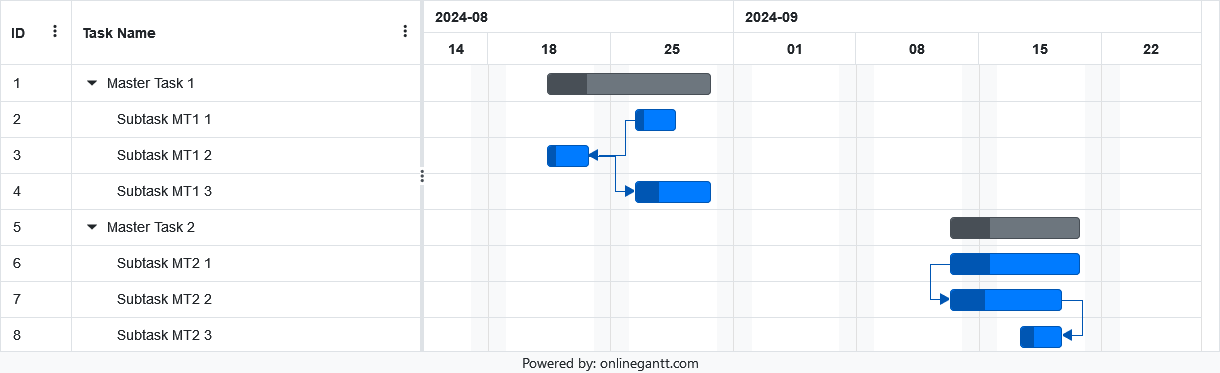 ID Task Name 2024-08 2024-09
14 18 25 01 08 15 22
1 Master Task 1
2 Subtask MT1 1
3 Subtask MT1 2
4 Subtask MT1 3
5 Master Task 2
6 Subtask MT2 1
7 Subtask MT2 2
8 Subtask MT2 3
Powered by: onlinegantt.com